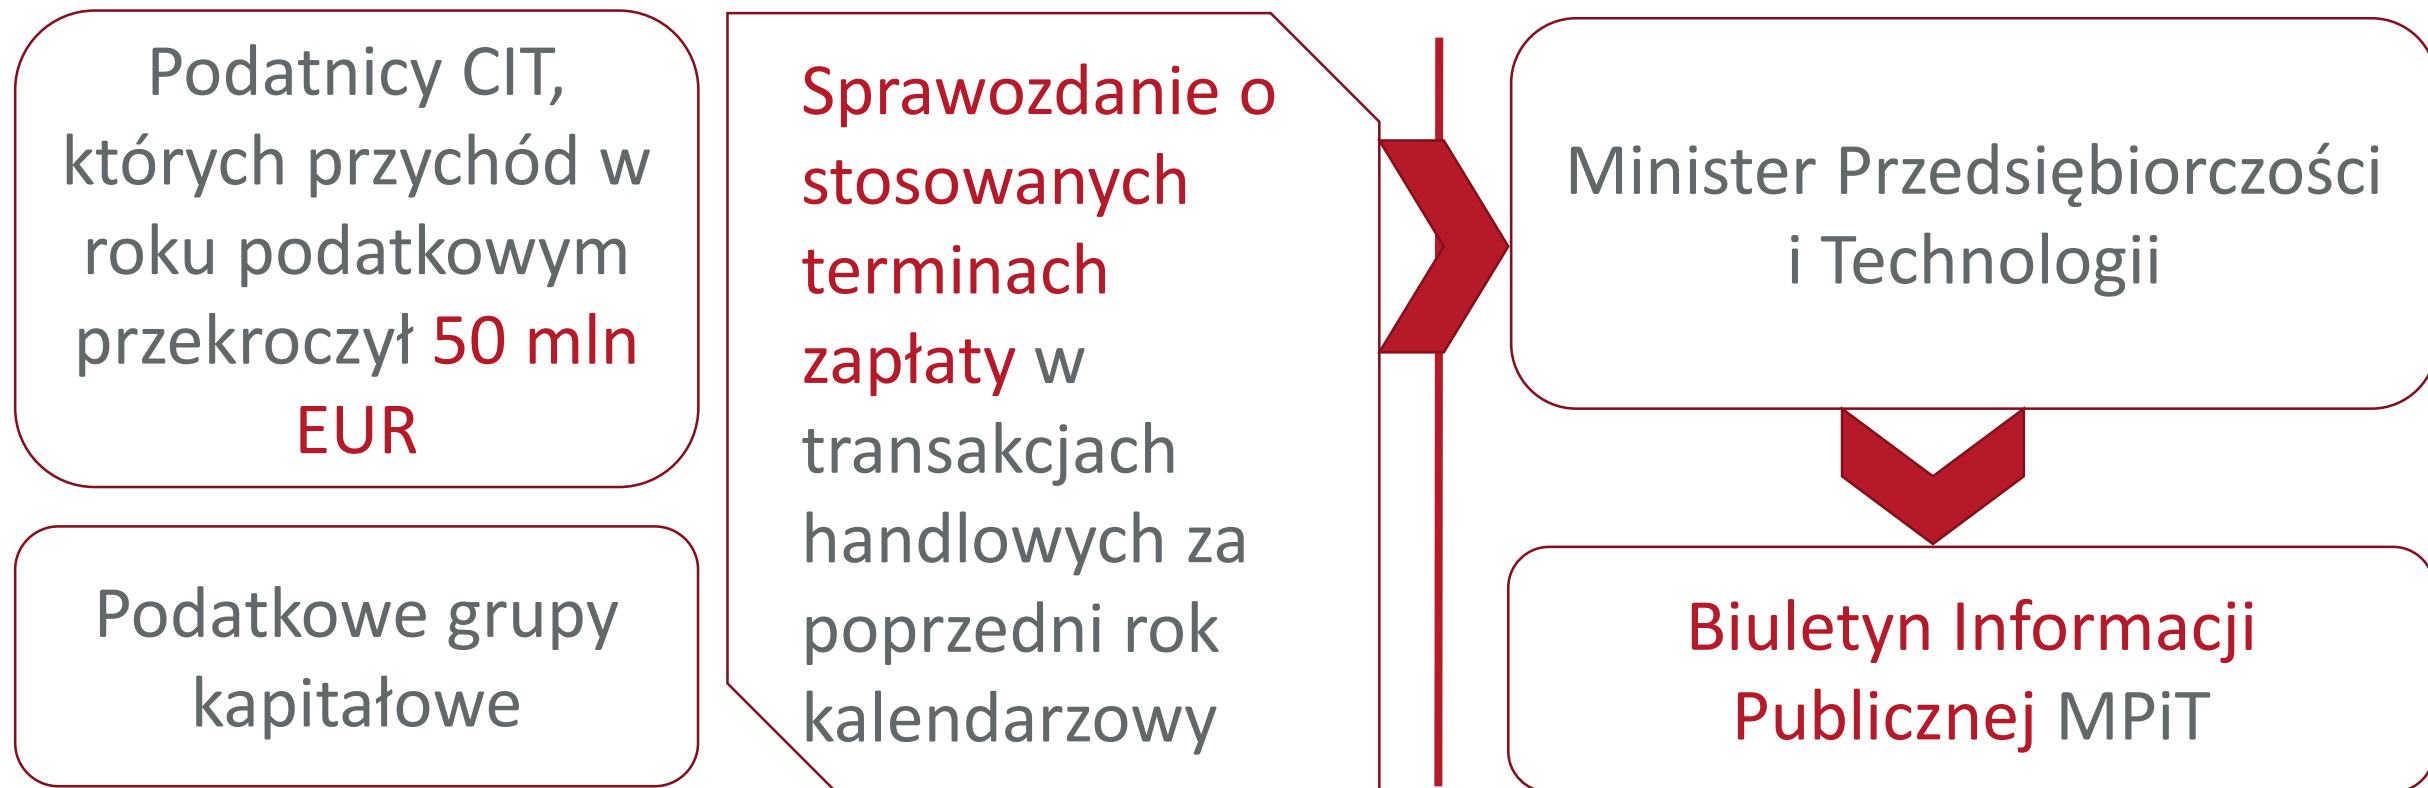 Podatnicy CIT,
których przychód w
roku podatkowym
przekroczył 50 mln
EUR
Podatkowe grupy
kapitałowe
Sprawozdanie o
stosowanych
terminach
zapłaty w
transakcjach
handlowych za
poprzedni rok
kalendarzowy
Minister Przedsiębiorczości
i Technologii
Biuletyn Informacji
Publicznej MPiT